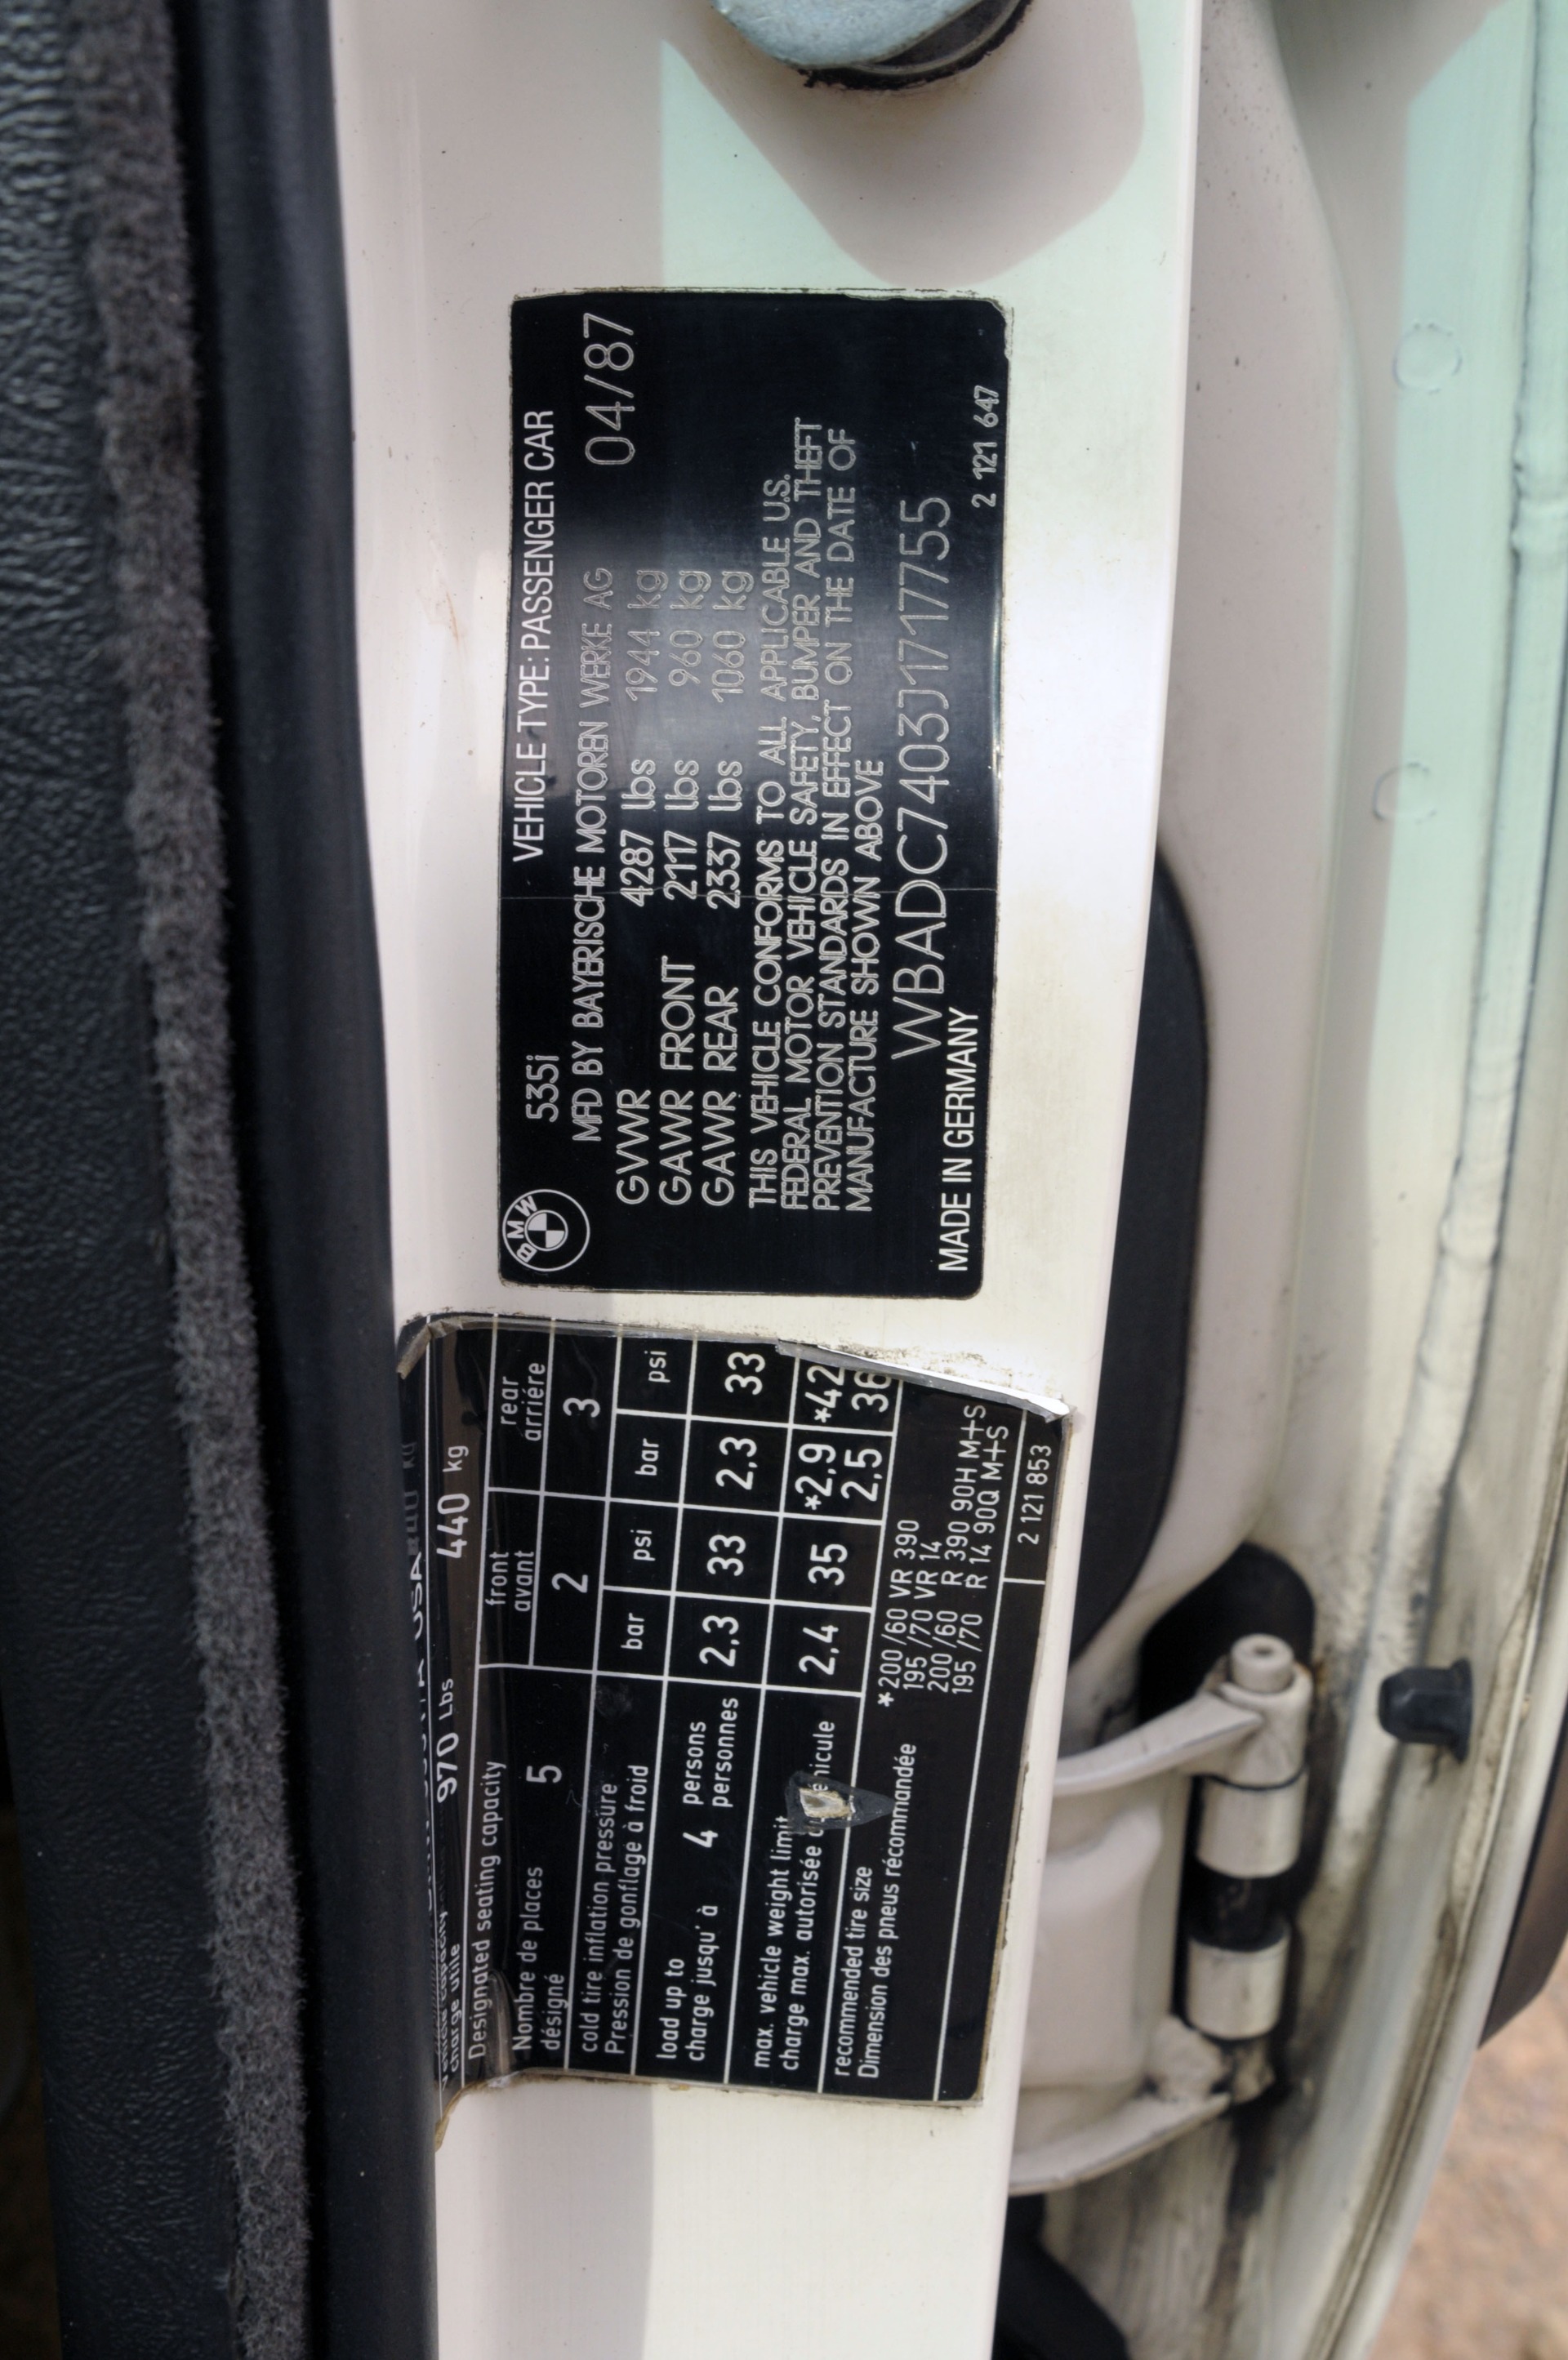 535i VEHICLE TYPE: PASSENGER CAR
MFD BY BAYERISCHE MOTOREN WERKE AG 04/87
GVWR 4287 lbs 1944 kg
GAWR FRONT 2117 lbs 960 kg
GAWR REAR 2337 lbs 1060 kg
THIS VEHICLE CONFORMS TO ALL APPLICABLE U.S.
FEDERAL MOTOR VEHICLE SAFETY, BUMPER AND THEFT
PREVENTION STANDARDS IN EFFECT ON THE DATE OF
MANUFACTURE SHOWN ABOVE
WBADC7403J1717755
MADE IN GERMANY 2 121 647
BMW
USA
vehicle capacity
charge utile 970 Lbs 440 kg
Designated seating capacity front rear
avant arriére
Nombre de places 5 2 3
désigné
cold tire inflation pressure bar psi bar psi
Pression de gonflage à froid
load up to 4 persons 2,3 33 2,3 33
charge jusqu' à personnes
max. vehicle weight limit 2,4 35 *2,9 *42
charge max. autorisée 2,5 36
recommended tire size *200/60 VR 390
Dimension des pneus récommandée 195/70 VR 14
200/60 R 390 90H M+S
195/70 R 14 90Q M+S
2 121 853